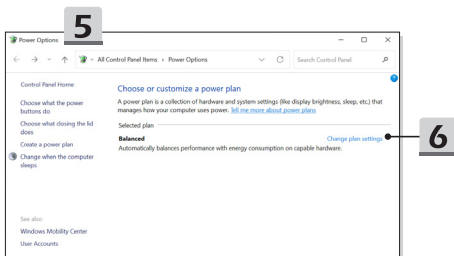 5
Power Options
All Control Panel Items › Power Options
Search Control Panel
Control Panel Home
Choose what the power
buttons do
Choose what closing the lid
does
Create a power plan
Change when the computer
sleeps
See also
Windows Mobility Center
User Accounts
Choose or customize a power plan
A power plan is a collection of hardware and system settings (like display brightness, sleep, etc.) that
manages how your computer uses power. Tell me more about power plans
Selected plan
Balanced
Change plan settings
Automatically balances performance with energy consumption on capable hardware.
6